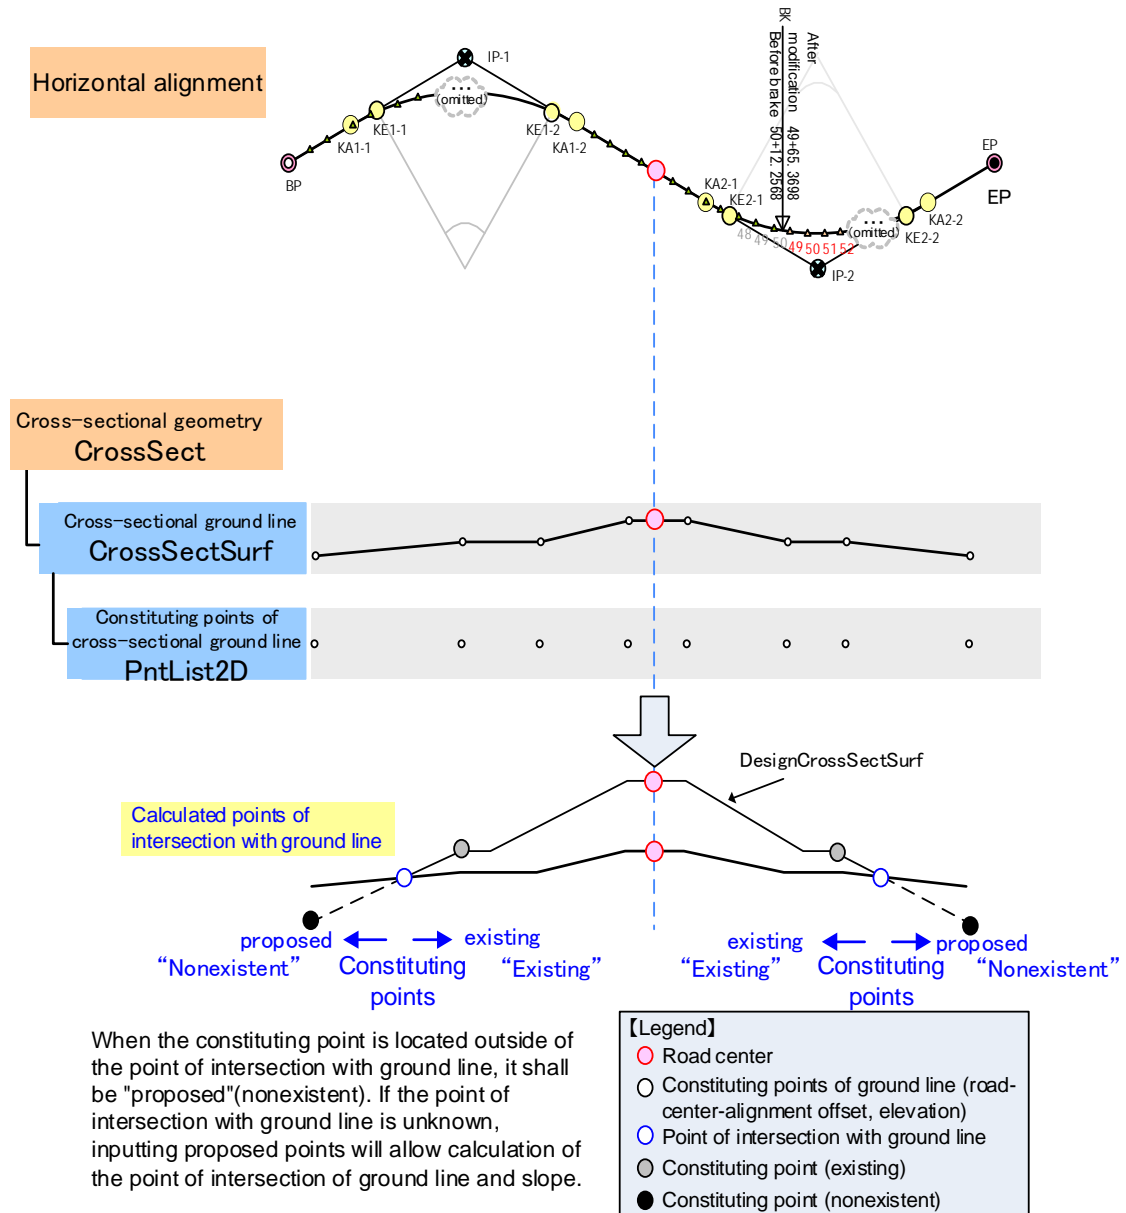 Horizontal alignment
IP-1
...
(omitted)
KE1-1
KA1-1
BP
KE1-2
KA1-2
BK
After
modification 49+65. 3698
Before brake 50+12. 2568
KA2-1
KE2-1
48 49 50 49 50 51 52
...
(omitted)
IP-2
KE2-2
KA2-2
EP
EP
Cross-sectional geometry
CrossSect
Cross-sectional ground line
CrossSectSurf
Constituting points of
cross-sectional ground line
PntList2D
DesignCrossSectSurf
Calculated points of
intersection with ground line
proposed
existing
“Nonexistent”
Constituting
points
“Existing”
existing
proposed
“Existing”
Constituting
points
“Nonexistent”
When the constituting point is located outside of
the point of intersection with ground line, it shall
be "proposed"(nonexistent). If the point of
intersection with ground line is unknown,
inputting proposed points will allow calculation of
the point of intersection of ground line and slope.
【Legend】
Road center
Constituting points of ground line (road-
center-alignment offset, elevation)
Point of intersection with ground line
Constituting point (existing)
Constituting point (nonexistent)